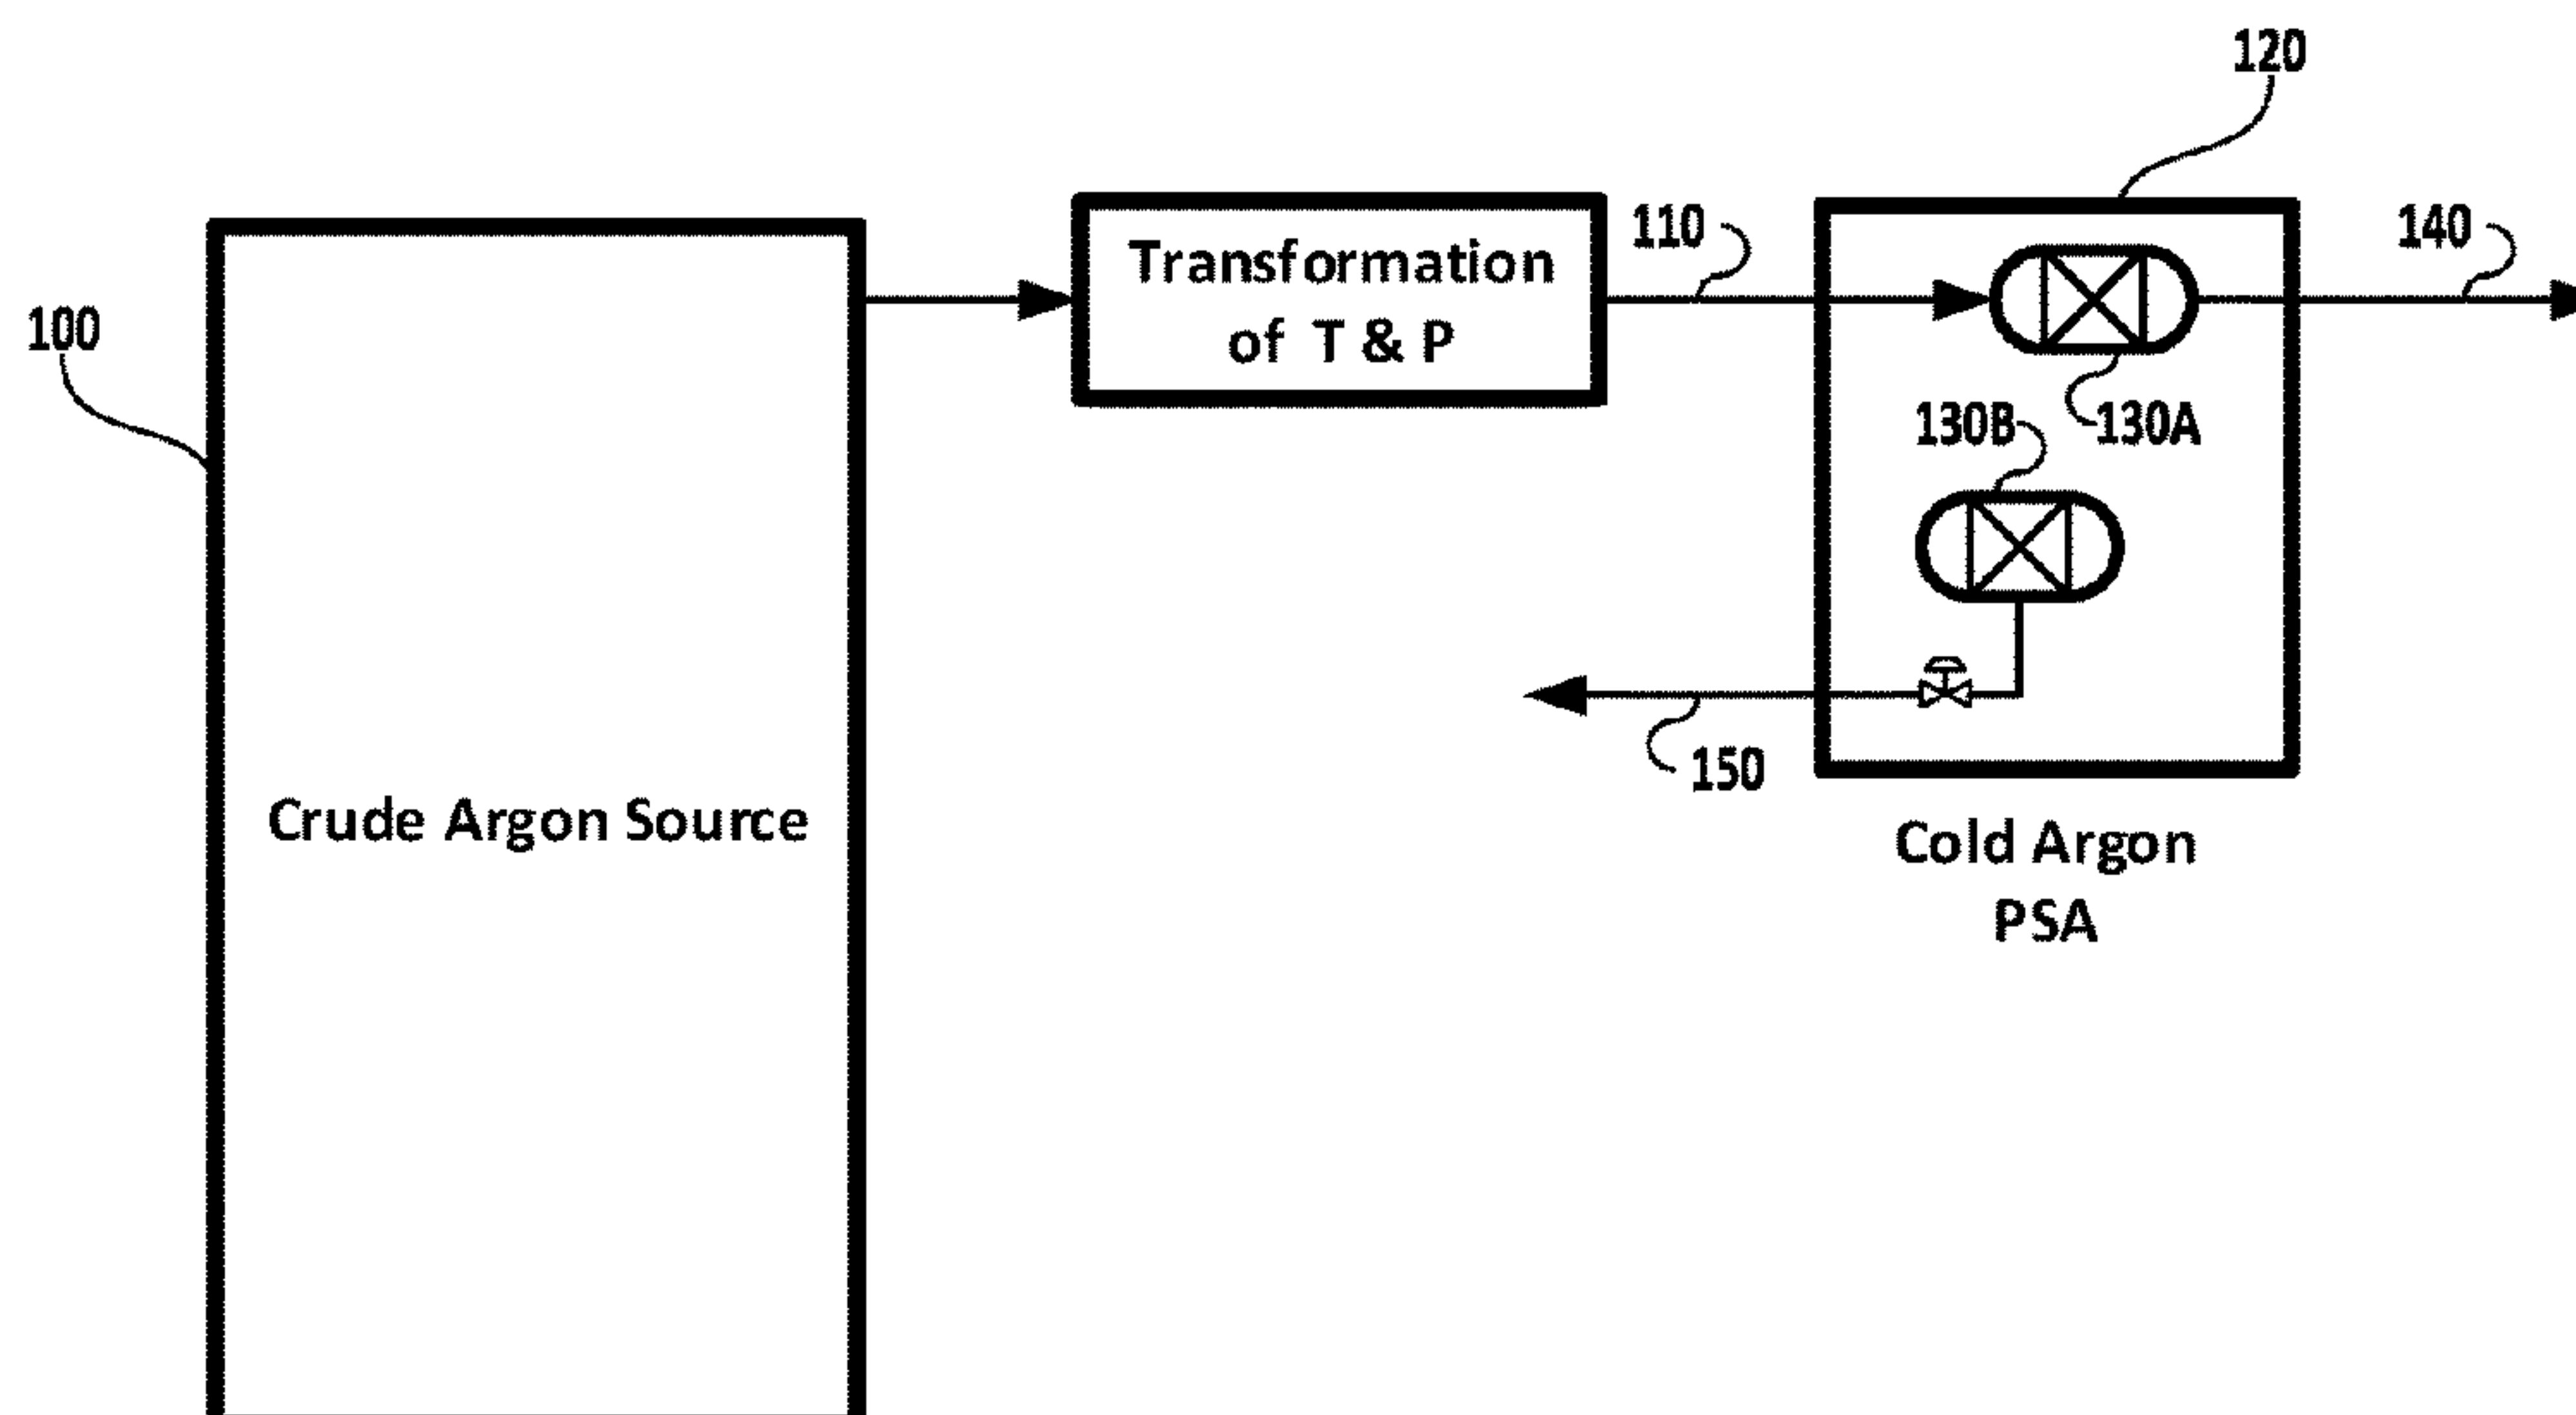 120
110
140
Transformation
of T & P
100
130B
130A
150
Crude Argon Source
Cold Argon
PSA